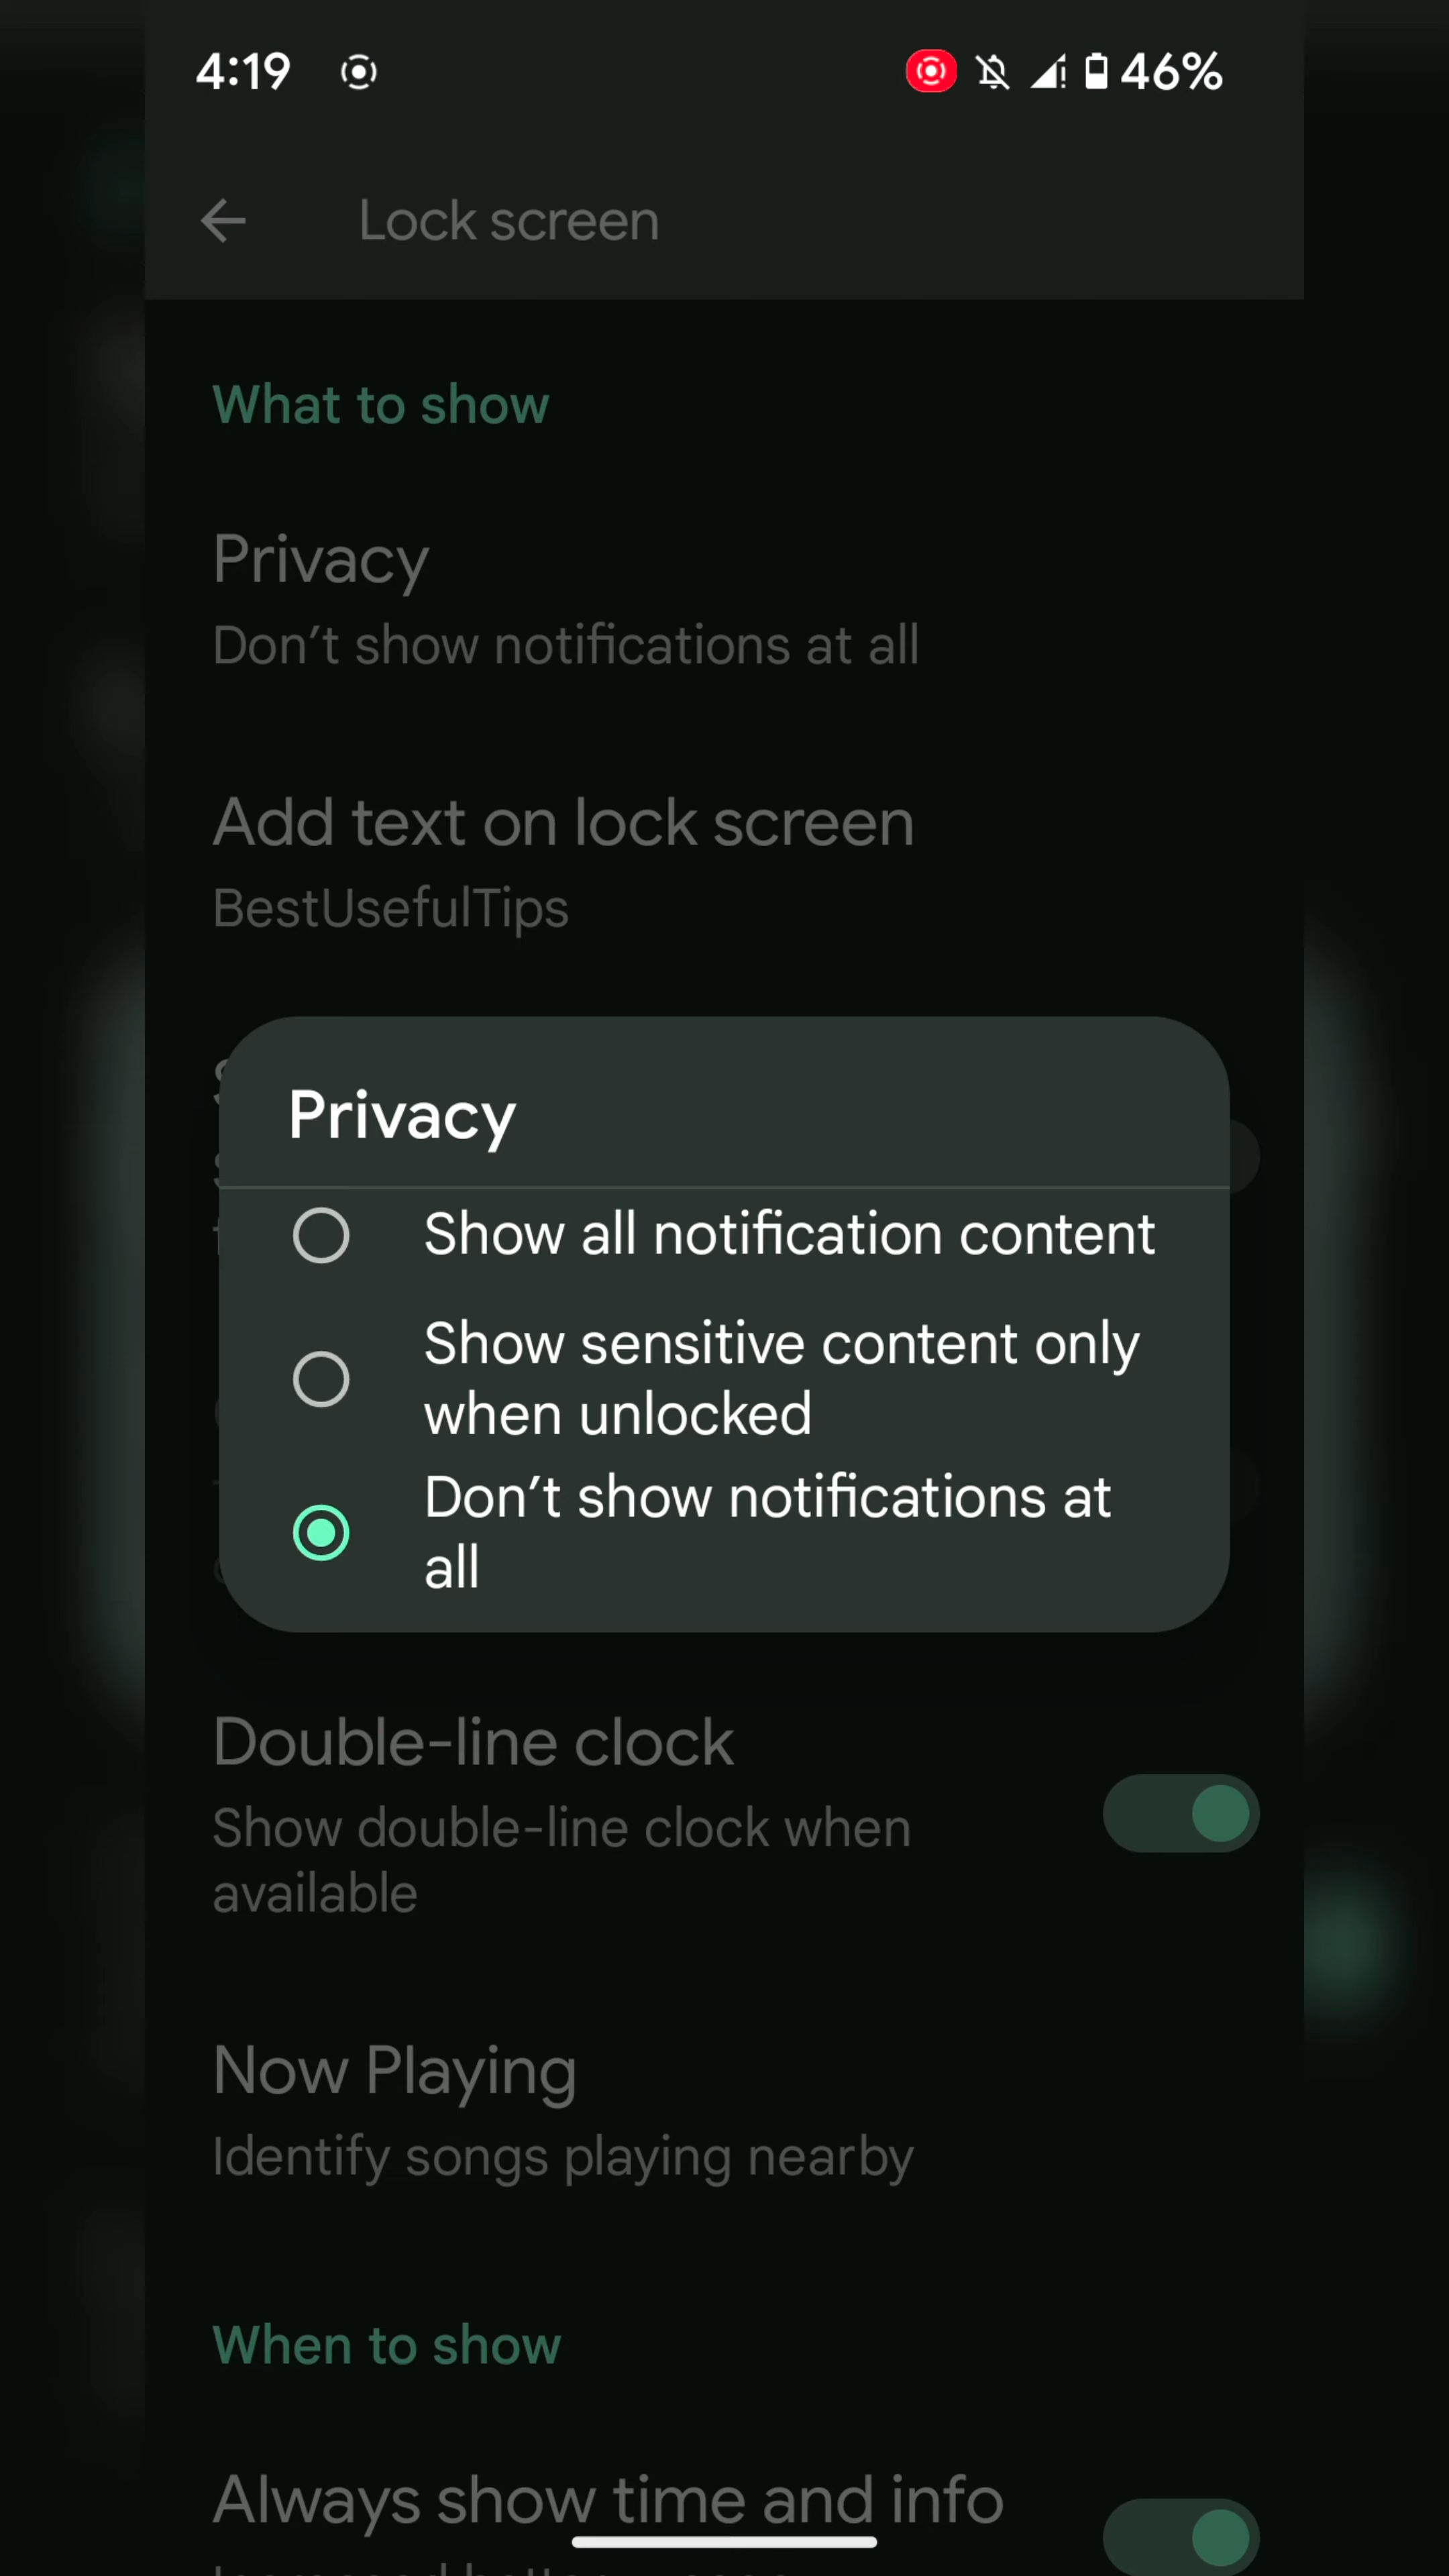 4:19
46%
Lock screen
What to show
Privacy
Don't show notifications at all
Add text on lock screen
BestUsefulTips
Privacy
Show all notification content
Show sensitive content only
when unlocked
Don't show notifications at
all
Double-line clock
Show double-line clock when
available
Now Playing
Identify songs playing nearby
When to show
Always show time and info